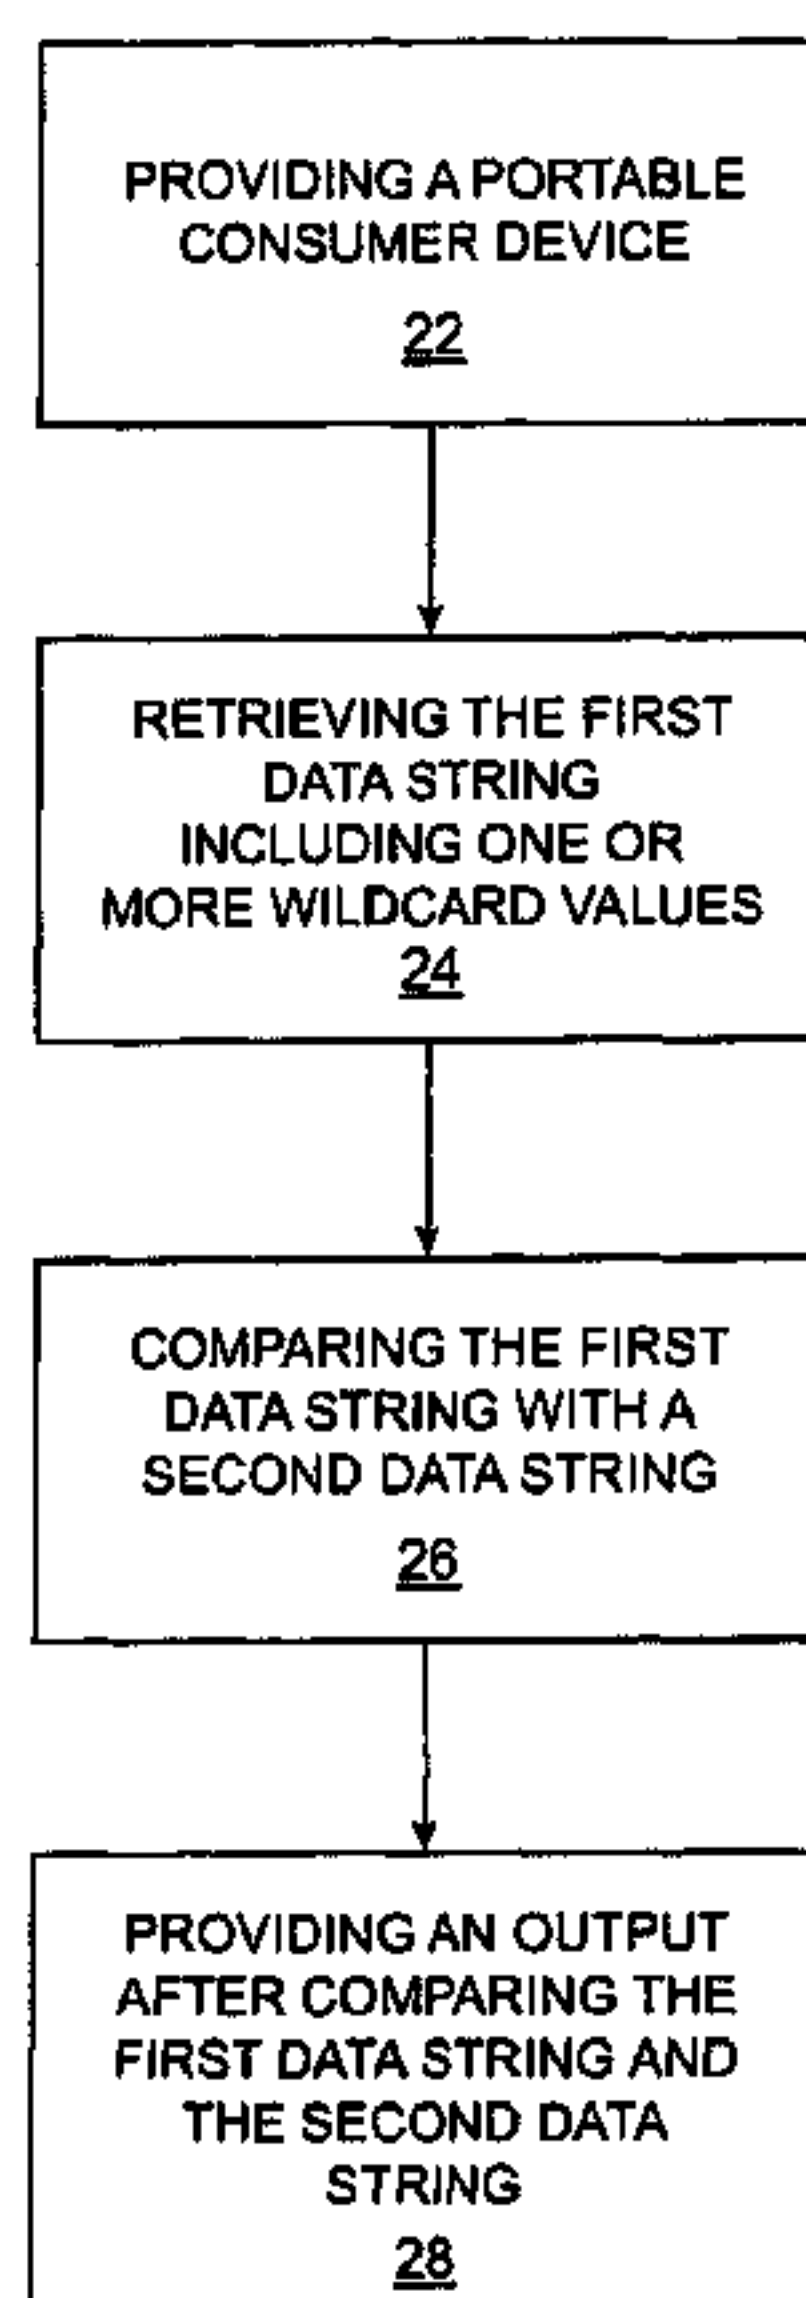 PROVIDING A PORTABLE
CONSUMER DEVICE
22
RETRIEVING THE FIRST
DATA STRING
INCLUDING ONE OR
MORE WILDCARD VALUES
24
COMPARING THE FIRST
DATA STRING WITH A
SECOND DATA STRING
26
PROVIDING AN OUTPUT
AFTER COMPARING THE
FIRST DATA STRING AND
THE SECOND DATA
STRING
28